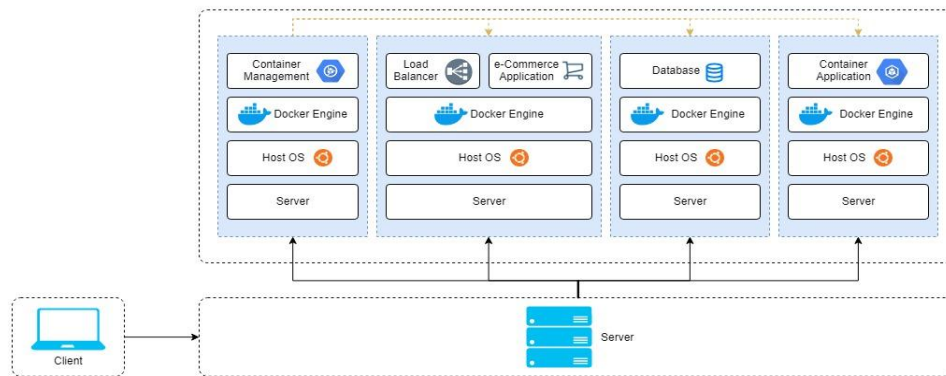 Container
Management
Load
Balancer
e-Commerce
Application
Database
Container
Application
Docker Engine
Docker Engine
Docker Engine
Docker Engine
Host OS
Host OS
Host OS
Host OS
Server
Server
Server
Server
Client
Server